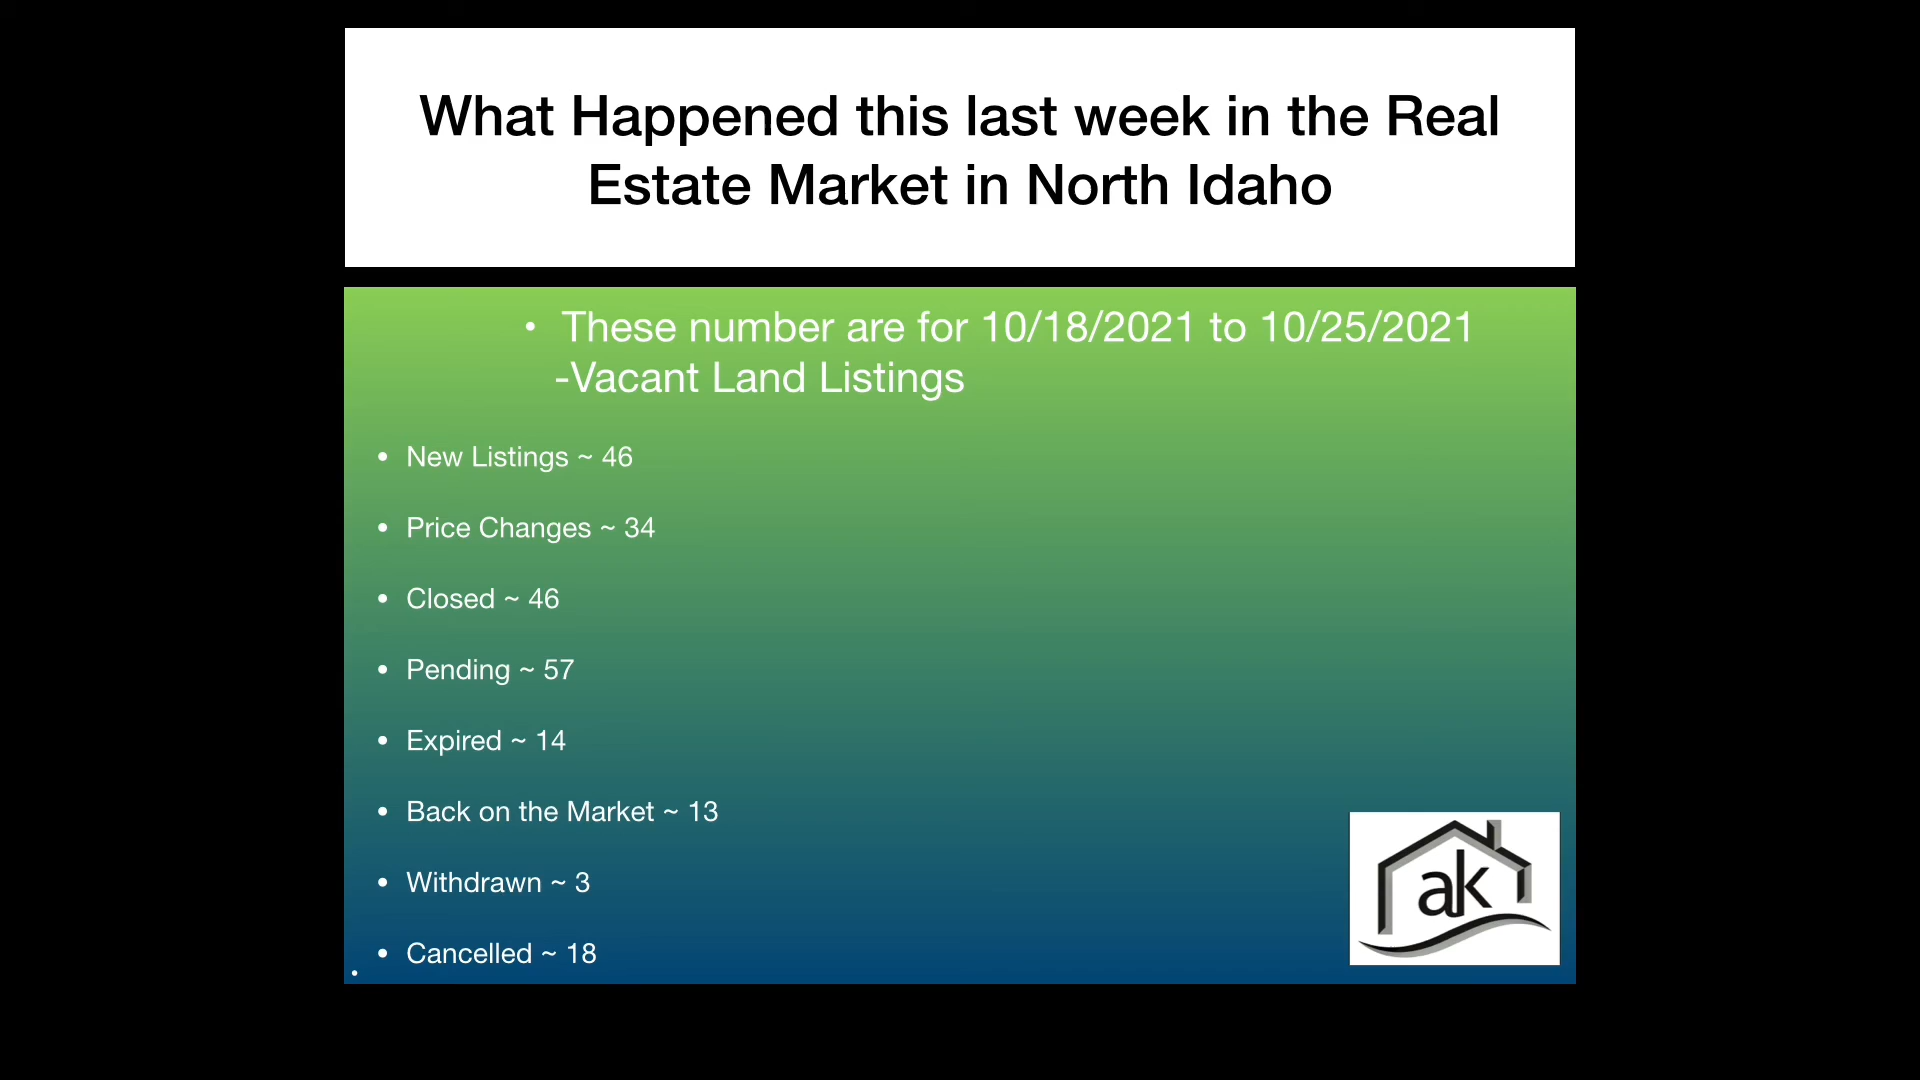 What Happened this last week in the Real
Estate Market in North Idaho
• These number are for 10/18/2021 to 10/25/2021
-Vacant Land Listings
• New Listings ~ 46
• Price Changes ~ 34
• Closed ~ 46
• Pending ~ 57
• Expired ~ 14
• Back on the Market ~ 13
• Withdrawn ~ 3
• Cancelled ~ 18
ak